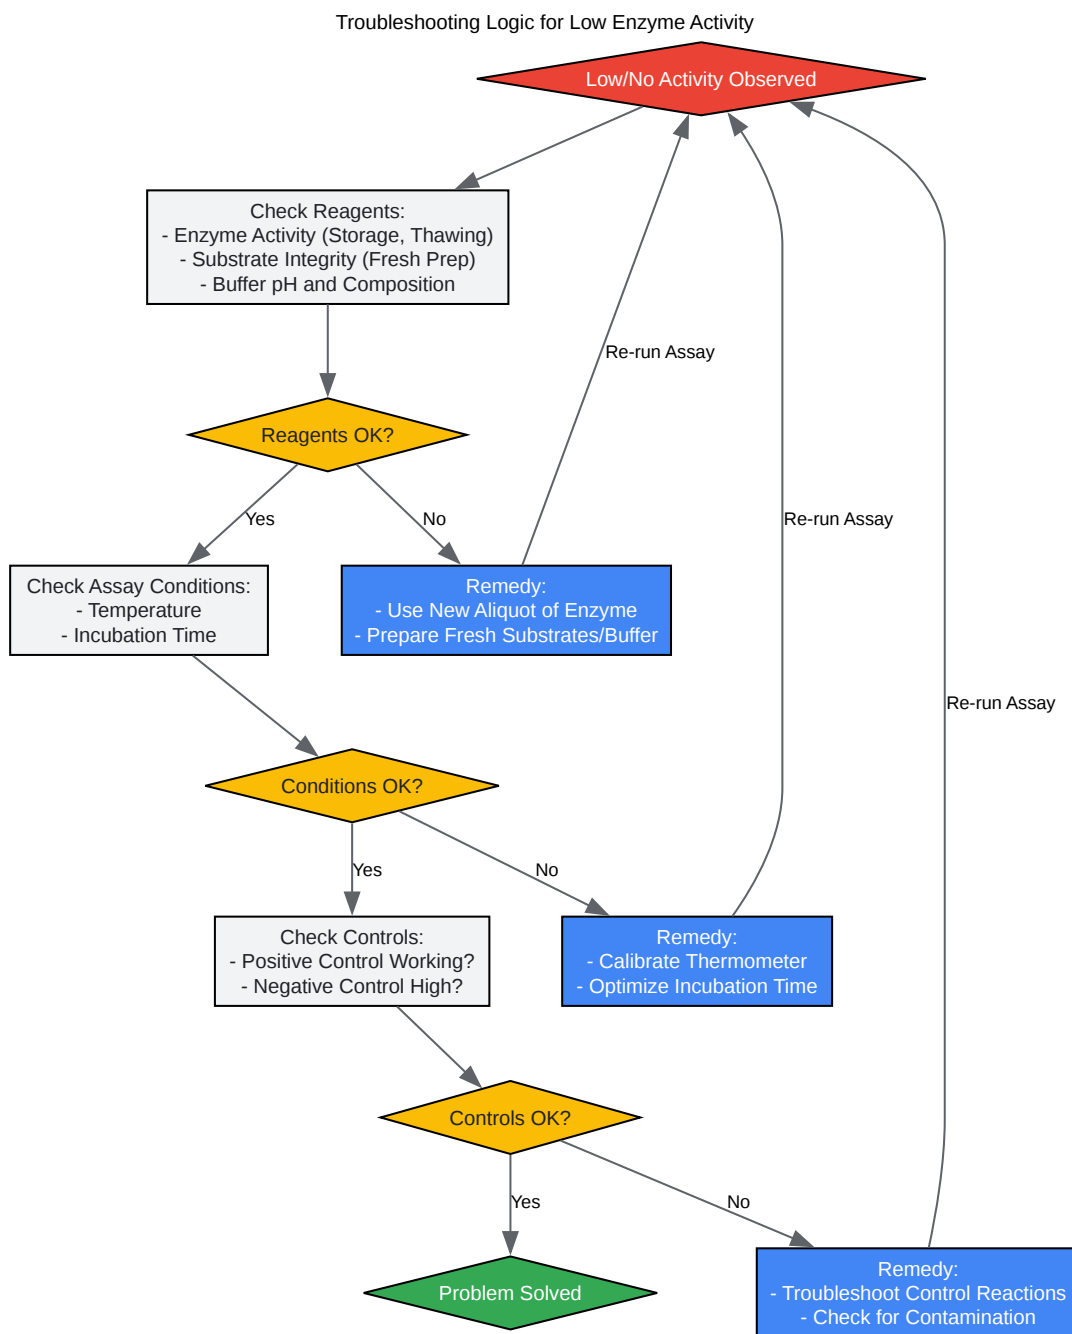 Troubleshooting Logic for Low Enzyme Activity
Low/No Activity Observed
Check Reagents:
- Enzyme Activity (Storage, Thawing)
- Substrate Integrity (Fresh Prep)
- Buffer pH and Composition
Re-run Assay
Reagents OK?
Yes
No
Re-run Assay
Check Assay Conditions:
- Temperature
- Incubation Time
Remedy:
- Use New Aliquot of Enzyme
- Prepare Fresh Substrates/Buffer
Re-run Assay
Conditions OK?
Yes
No
Check Controls:
- Positive Control Working?
- Negative Control High?
Remedy:
- Calibrate Thermometer
- Optimize Incubation Time
Controls OK?
Yes
No
Problem Solved
Remedy:
- Troubleshoot Control Reactions
- Check for Contamination